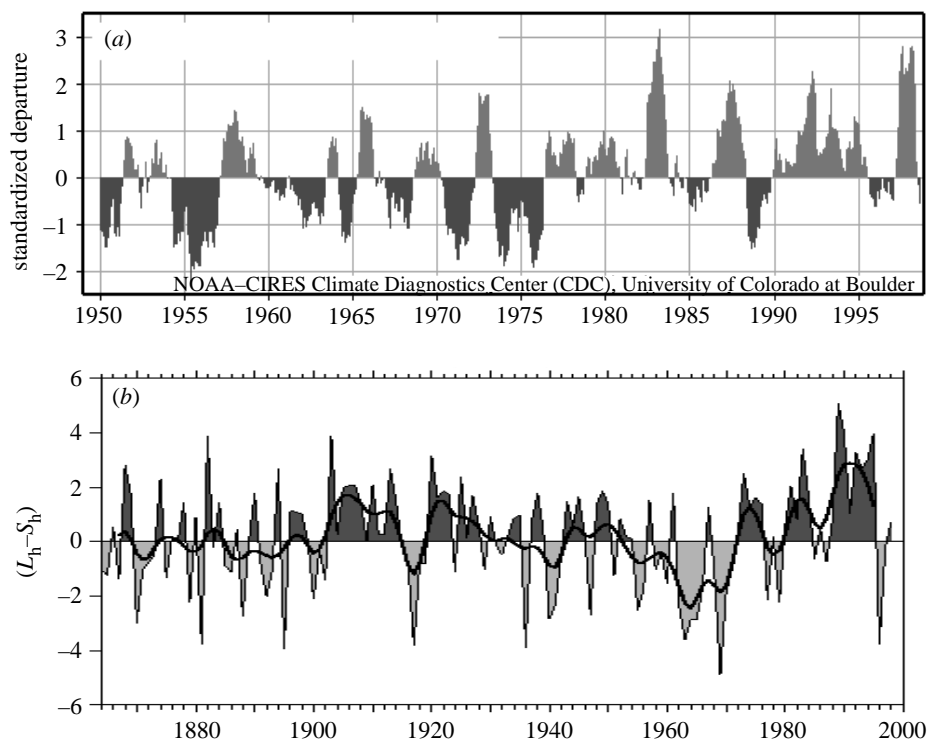 (a)
3
2
1
0
–1
–2
standardized departure
NOAA–CIRES Climate Diagnostics Center (CDC), University of Colorado at Boulder
1950 1955 1960 1965 1970 1975 1980 1985 1990 1995
(b)
6
4
2
0
–2
–4
–6
(Lh–Sh)
1880 1900 1920 1940 1960 1980 2000